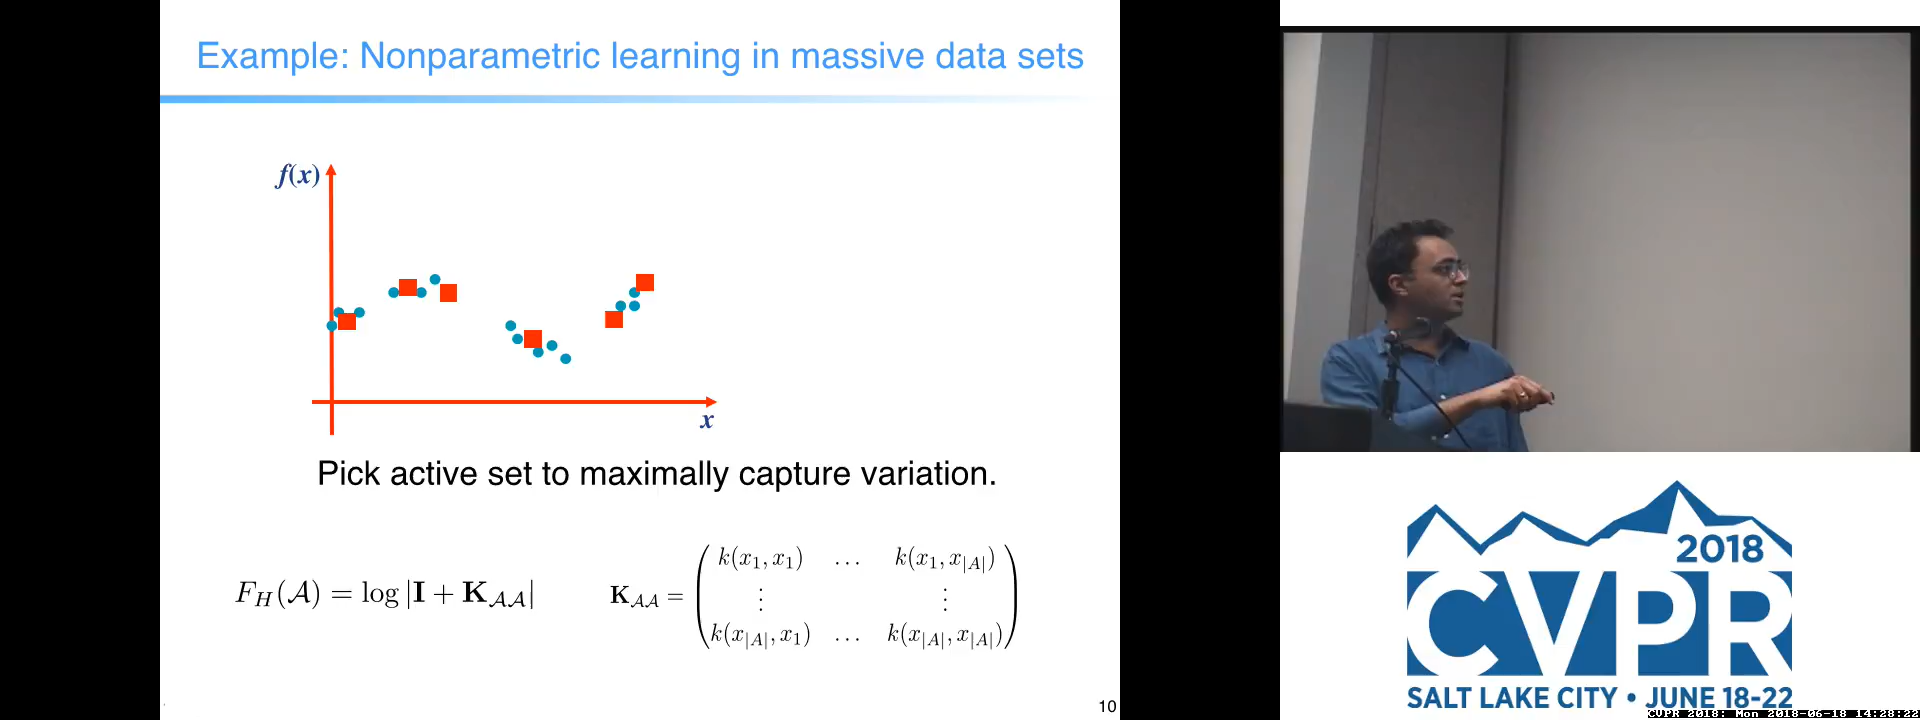 Example: Nonparametric learning in massive data sets
f(x)
x
Pick active set to maximally capture variation.
F_H(𝒜) = log |I + K_𝒜𝒜|
K_𝒜𝒜 = ( k(x_1, x_1) … k(x_1, x_|A|)
⋮ ⋮
k(x_|A|, x_1) … k(x_|A|, x_|A|) )
10
2018
CVPR
SALT LAKE CITY • JUNE 18-22
CVPR 2018: Mon 2018-06-18 14:28:22